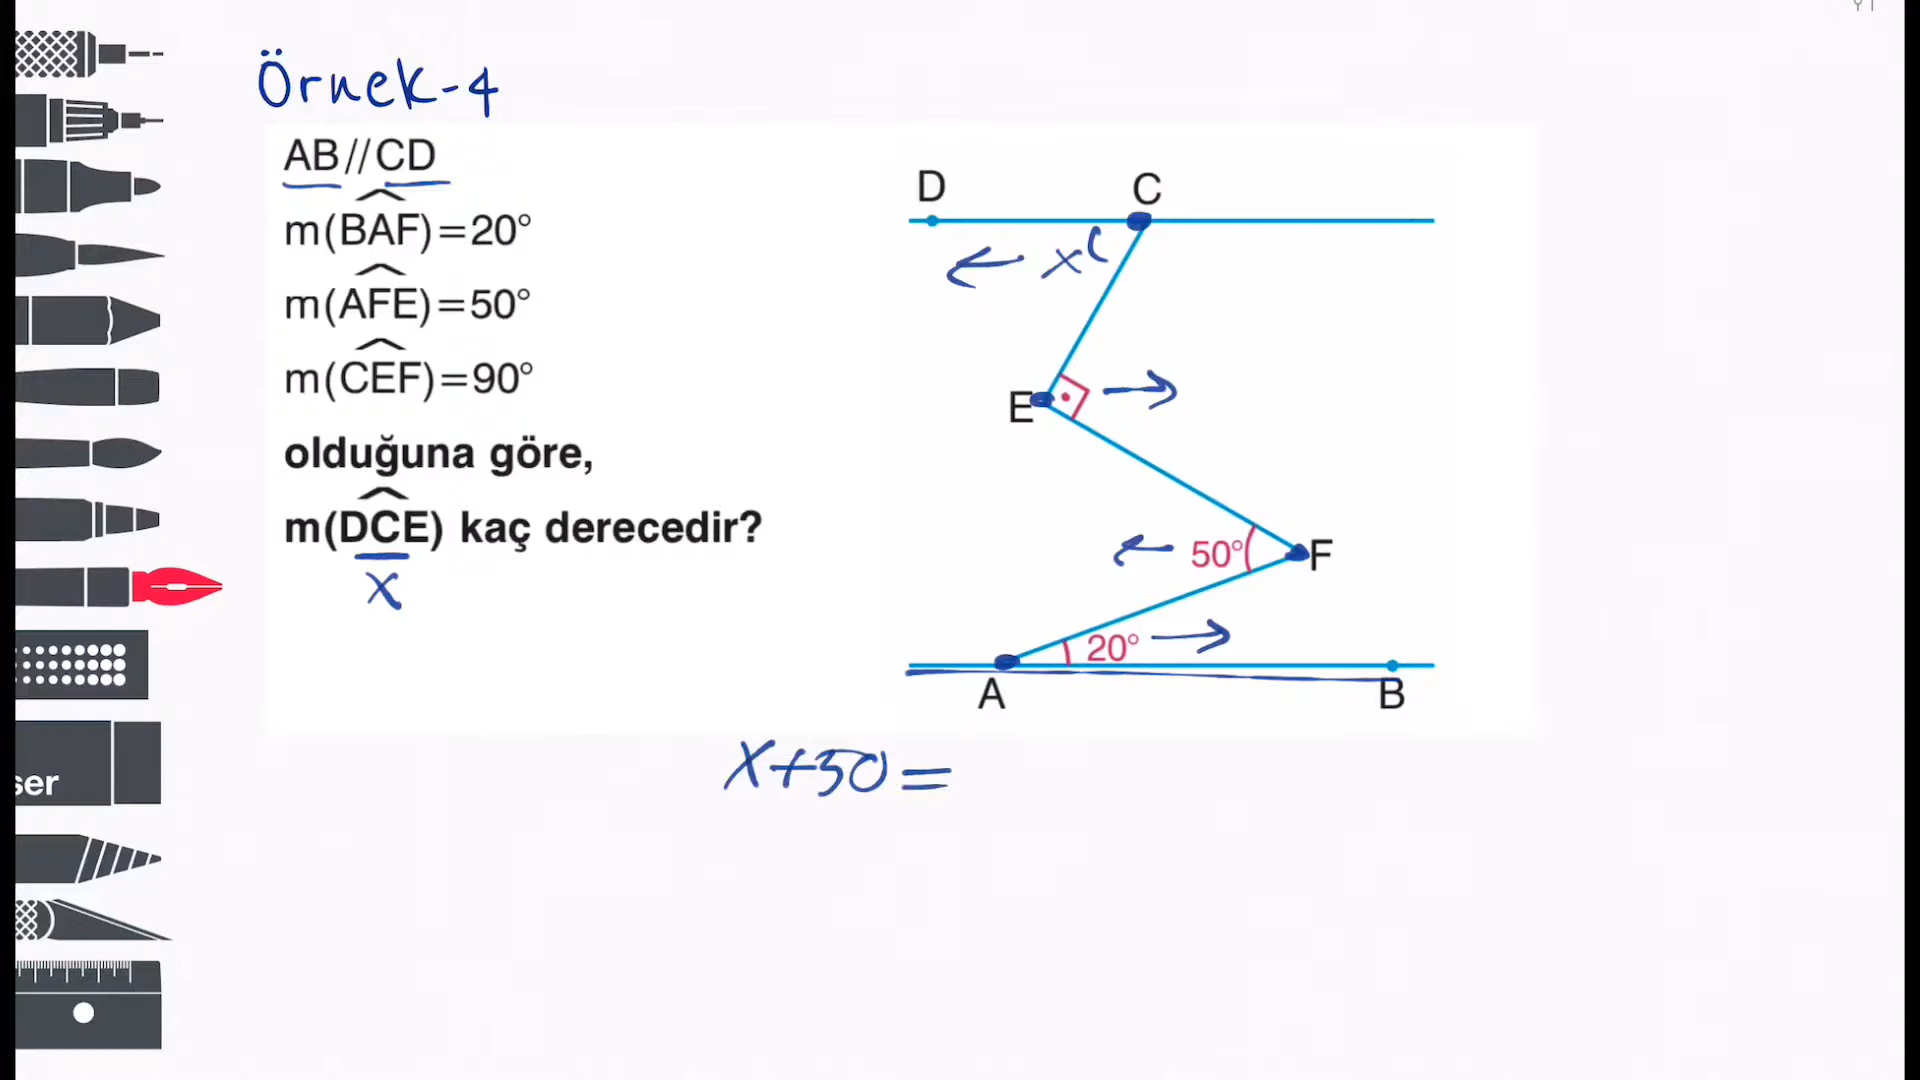 Örnek-4
AB//CD
m(BAF)=20°
m(AFE)=50°
m(CEF)=90°
olduğuna göre,
m(DCE) kaç derecedir?
x
D C
x
E
50° F
20°
A B
x+50=
ser